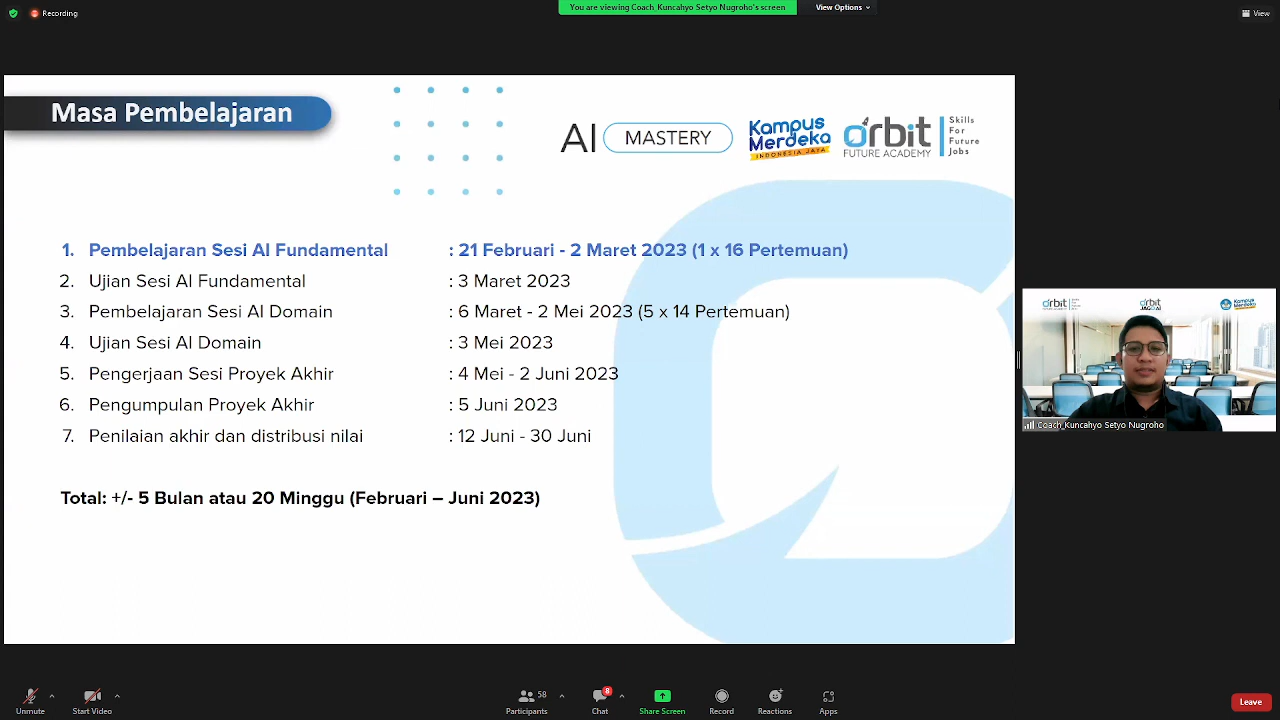 Recording
You are viewing Coach_Kuncahyo Setyo Nugroho's screen
View Options
View
Masa Pembelajaran
AI MASTERY
Kampus
Merdeka
INDONESIA JAYA
orbit
FUTURE ACADEMY
Skills
For
Future
Jobs
1. Pembelajaran Sesi AI Fundamental : 21 Februari - 2 Maret 2023 (1 x 16 Pertemuan)
2. Ujian Sesi AI Fundamental : 3 Maret 2023
3. Pembelajaran Sesi AI Domain : 6 Maret - 2 Mei 2023 (5 x 14 Pertemuan)
4. Ujian Sesi AI Domain : 3 Mei 2023
5. Pengerjaan Sesi Proyek Akhir : 4 Mei - 2 Juni 2023
6. Pengumpulan Proyek Akhir : 5 Juni 2023
7. Penilaian akhir dan distribusi nilai : 12 Juni - 30 Juni
Total: +/- 5 Bulan atau 20 Minggu (Februari – Juni 2023)
orbit
orbit
Kampus
Merdeka
Coach_Kuncahyo Setyo Nugroho
Unmute
Start Video
58
Participants
8
Chat
Share Screen
Record
Reactions
Apps
Leave